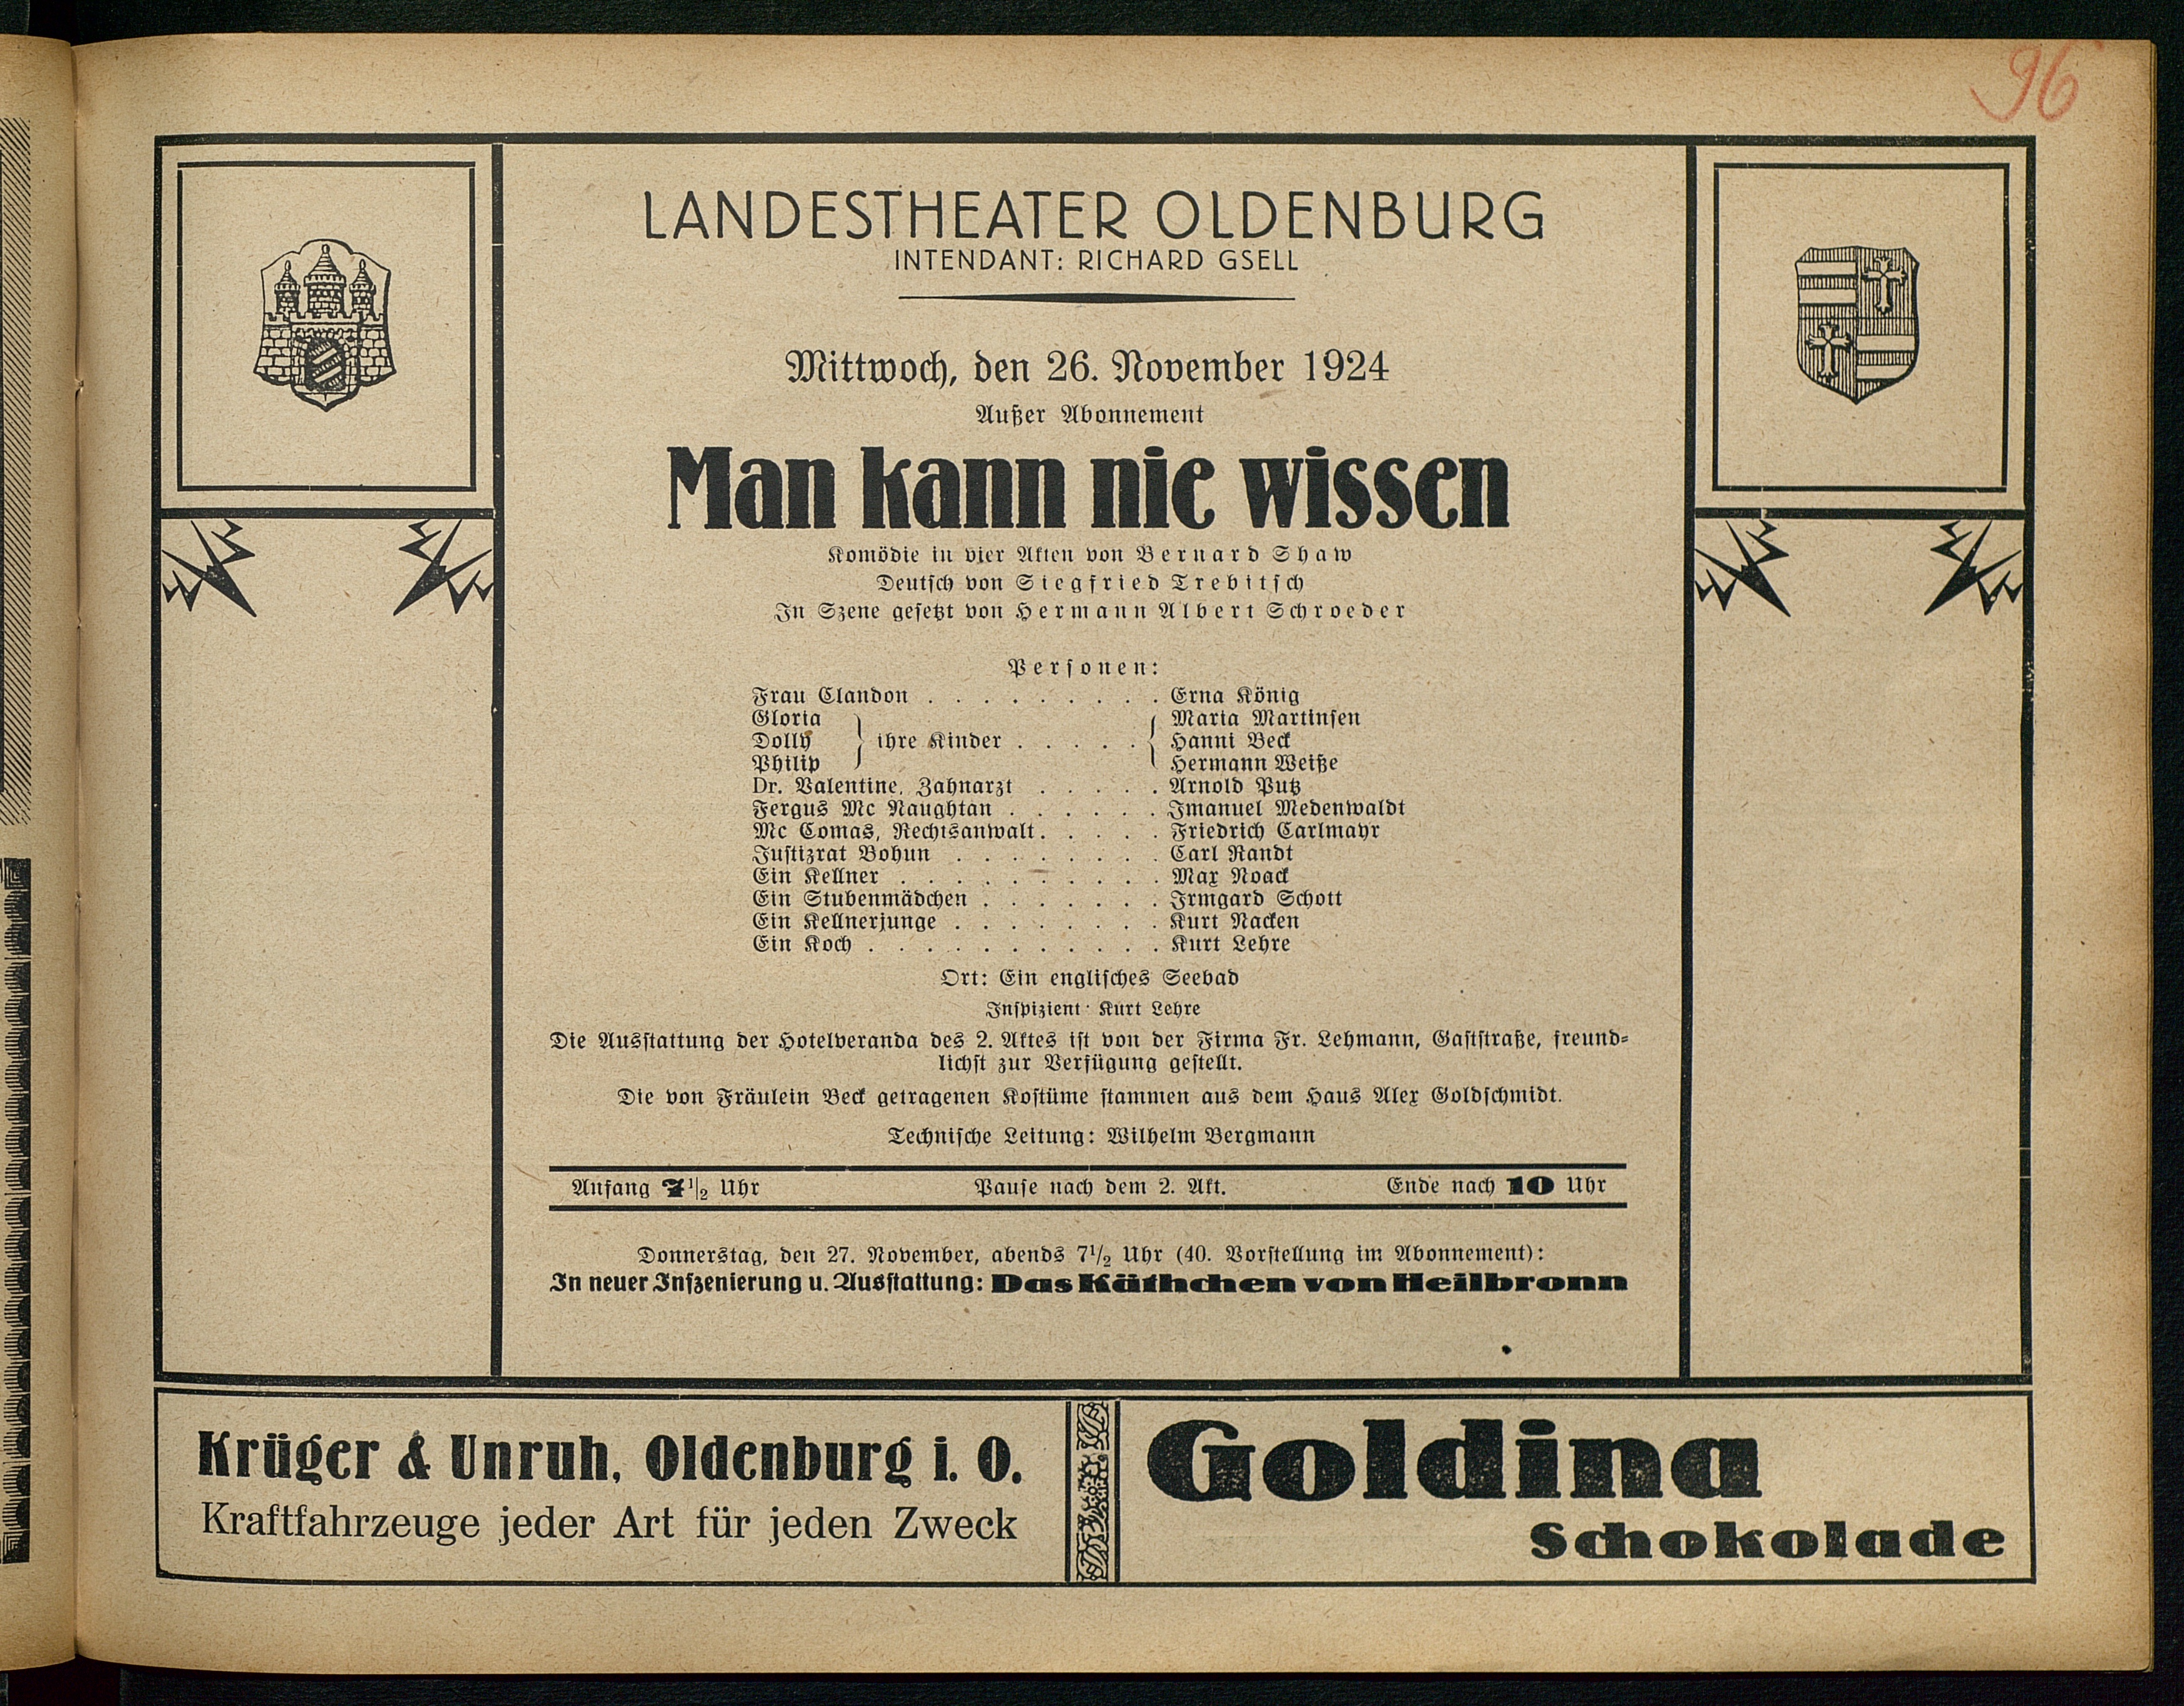 96
LANDESTHEATER OLDENBURG
INTENDANT: RICHARD GSELL
Mittwoch, den 26. November 1924
Außer Abonnement
Man kann nie wissen
Komödie in vier Akten von Bernard Shaw
Deutsch von Siegfried Trebitsch
In Szene gesetzt von Hermann Albert Schroeder
Personen:
Frau Clandon . . . . . . . . . Erna König
Gloria } { Maria Martinsen
Dolly } ihre Kinder . . . . . { Hanni Beck
Philip } { Hermann Weiße
Dr. Valentine, Zahnarzt . . . . . Arnold Putz
Fergus Mc Naughtan . . . . . . Imanuel Medenwaldt
Mc Comas, Rechtsanwalt . . . . . Friedrich Carlmayr
Justizrat Bohun . . . . . . . . Carl Randt
Ein Kellner . . . . . . . . . . Max Noack
Ein Stubenmädchen . . . . . . . Irmgard Schott
Ein Kellnerjunge . . . . . . . . Kurt Nacken
Ein Koch . . . . . . . . . . . Kurt Lehre
Ort: Ein englisches Seebad
Inspizient: Kurt Lehre
Die Ausstattung der Hotelveranda des 2. Aktes ist von der Firma Fr. Lehmann, Gaststraße, freund-
lichst zur Verfügung gestellt.
Die von Fräulein Beck getragenen Kostüme stammen aus dem Haus Alex Goldschmidt.
Technische Leitung: Wilhelm Bergmann
Anfang 7½ Uhr Pause nach dem 2. Akt. Ende nach 10 Uhr
Donnerstag, den 27. November, abends 7½ Uhr (40. Vorstellung im Abonnement):
In neuer Inszenierung u. Ausstattung: Das Käthchen von Heilbronn
Krüger & Unruh, Oldenburg i. O.
Kraftfahrzeuge jeder Art für jeden Zweck
Goldina
Schokolade